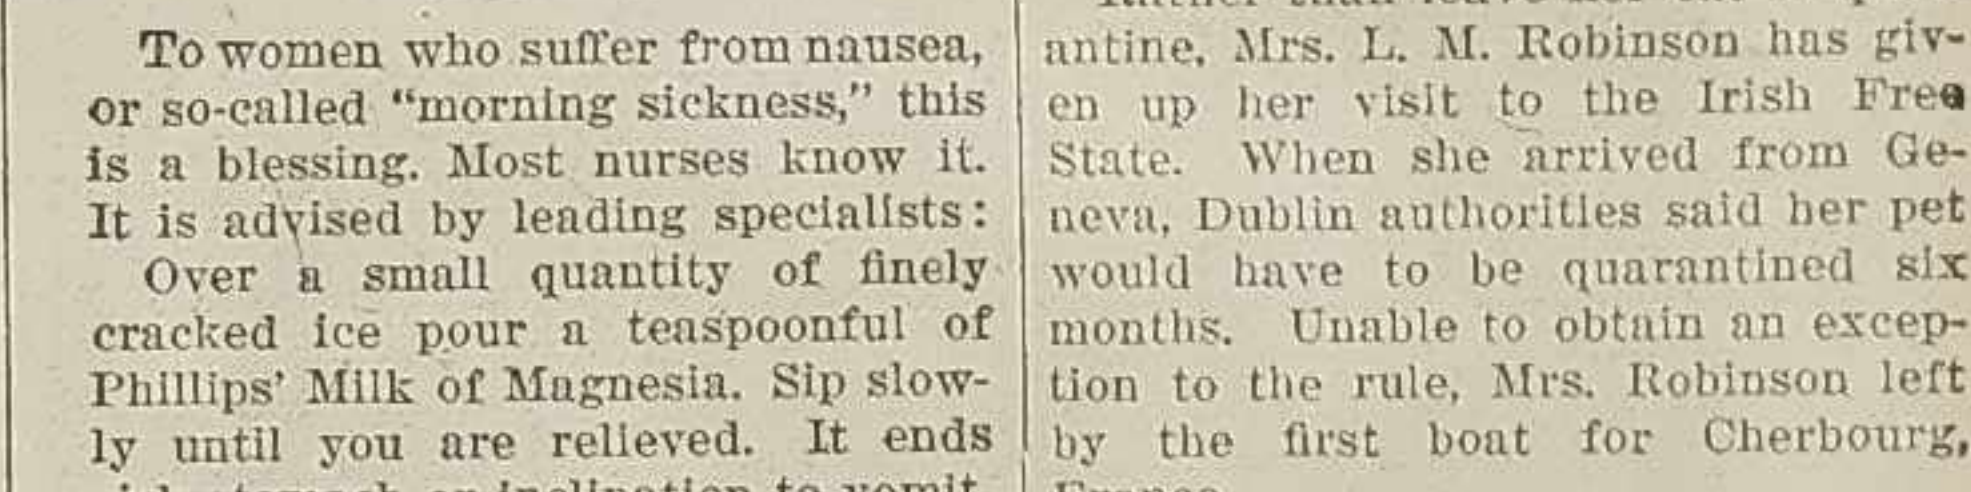 To women who suffer from nausea,
or so-called “morning sickness,” this
is a blessing. Most nurses know it.
It is advised by leading specialists:
Over a small quantity of finely
cracked ice pour a teaspoonful of
Phillips’ Milk of Magnesia. Sip slow-
ly until you are relieved. It ends
inclination to vomit.
antine, Mrs. L. M. Robinson has giv-
en up her visit to the Irish Free
State. When she arrived from Ge-
neva, Dublin authorities said her pet
would have to be quarantined six
months. Unable to obtain an excep-
tion to the rule, Mrs. Robinson left
by the first boat for Cherbourg,